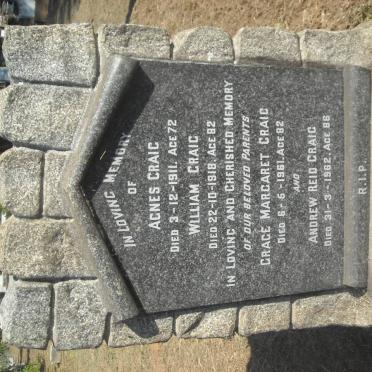 IN LOVING MEMORY
OF
AGNES CRAIG
DIED 3-12-1911. AGE 72
WILLIAM CRAIG
DIED 22-10-1918. AGE 82
IN LOVING AND CHERISHED MEMORY
OF OUR BELOVED PARENTS
GRACE MARGARET CRAIG
DIED 6-5-1961. AGE 82
AND
ANDREW REID CRAIG
DIED 31-3-1962. AGE 86
R.I.P.